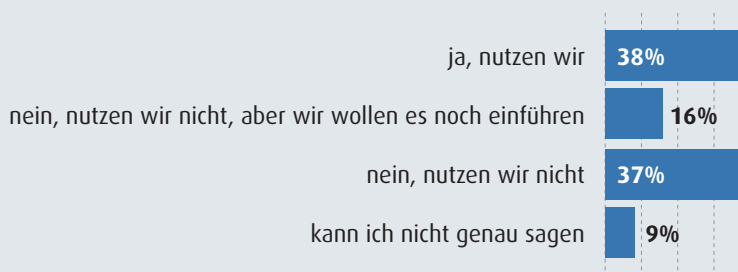 ja, nutzen wir 38%
nein, nutzen wir nicht, aber wir wollen es noch einführen 16%
nein, nutzen wir nicht 37%
kann ich nicht genau sagen 9%